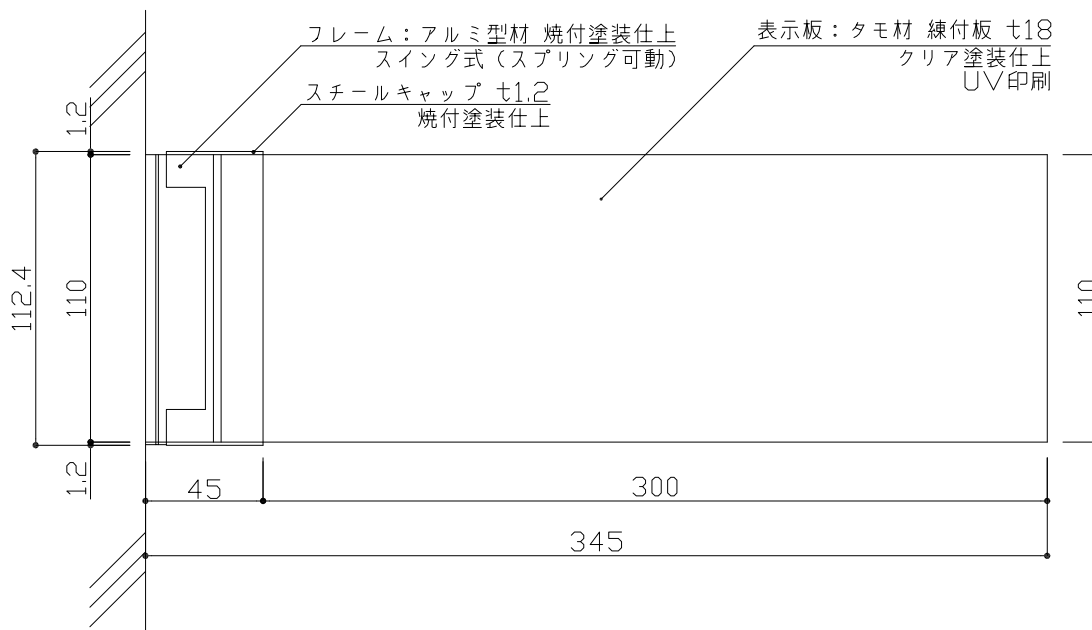 フレーム：アルミ型材 焼付塗装仕上
スイング式（スプリング可動）
スチールキャップ t1.2
焼付塗装仕上
表示板：タモ材 練付板 t18
クリア塗装仕上
UV印刷
1.2
112.4
110
110
1.2
45
300
345